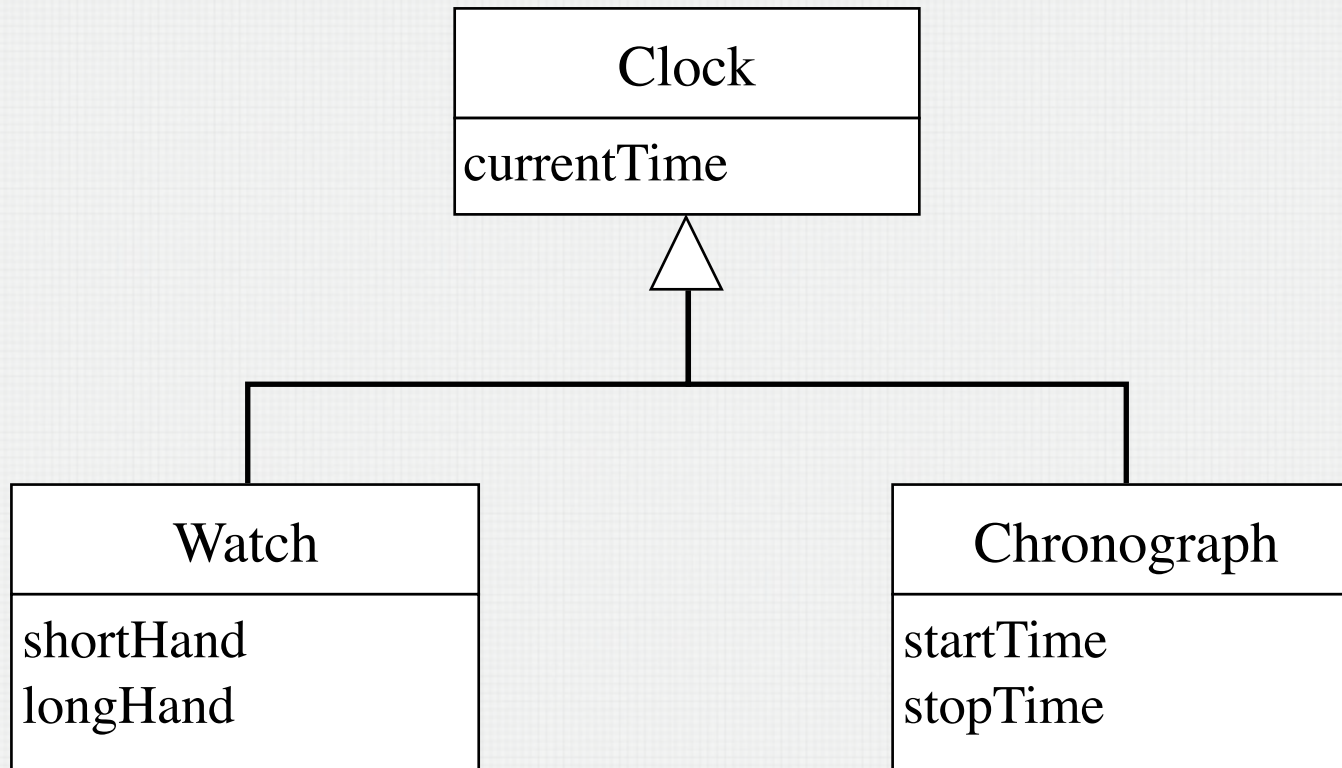 Clock
currentTime
Watch
shortHand
longHand
Chronograph
startTime
stopTime